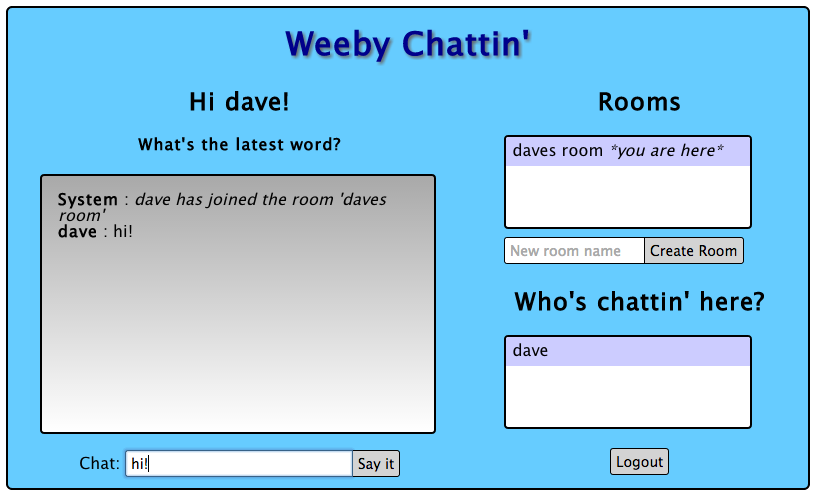 Weeby Chattin'
Hi dave!
What's the latest word?
System : dave has joined the room 'daves
room'
dave : hi!
Chat: hi! Say it
Rooms
daves room *you are here*
New room name Create Room
Who's chattin' here?
dave
Logout